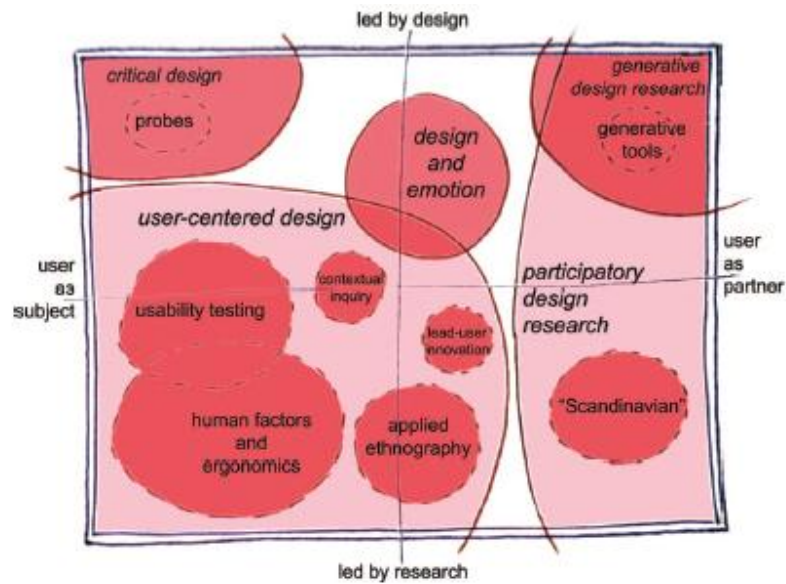 led by design
critical design
probes
generative
design research
generative
tools
design
and
emotion
user-centered design
user
as
subject
user
as
partner
contextual
inquiry
participatory
design
research
usability testing
lead-user
innovation
human factors
and
ergonomics
applied
ethnography
"Scandinavian"
led by research